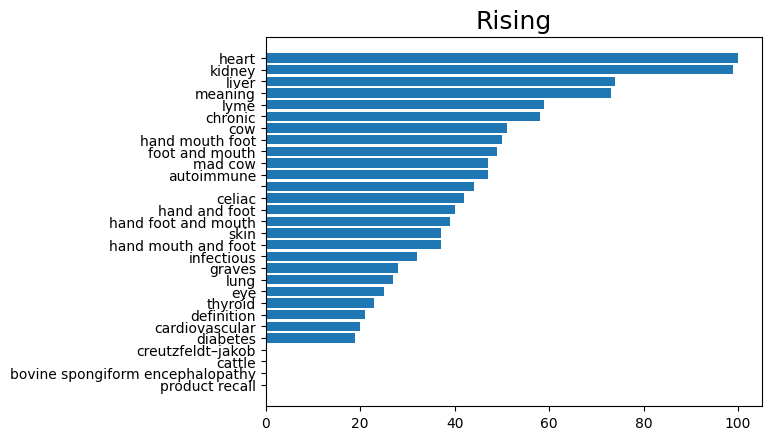 Rising
heart
kidney
liver
meaning
lyme
chronic
cow
hand mouth foot
foot and mouth
mad cow
autoimmune
celiac
hand and foot
hand foot and mouth
skin
hand mouth and foot
infectious
graves
lung
eye
thyroid
definition
cardiovascular
diabetes
creutzfeldt–jakob
cattle
bovine spongiform encephalopathy
product recall
0 20 40 60 80 100